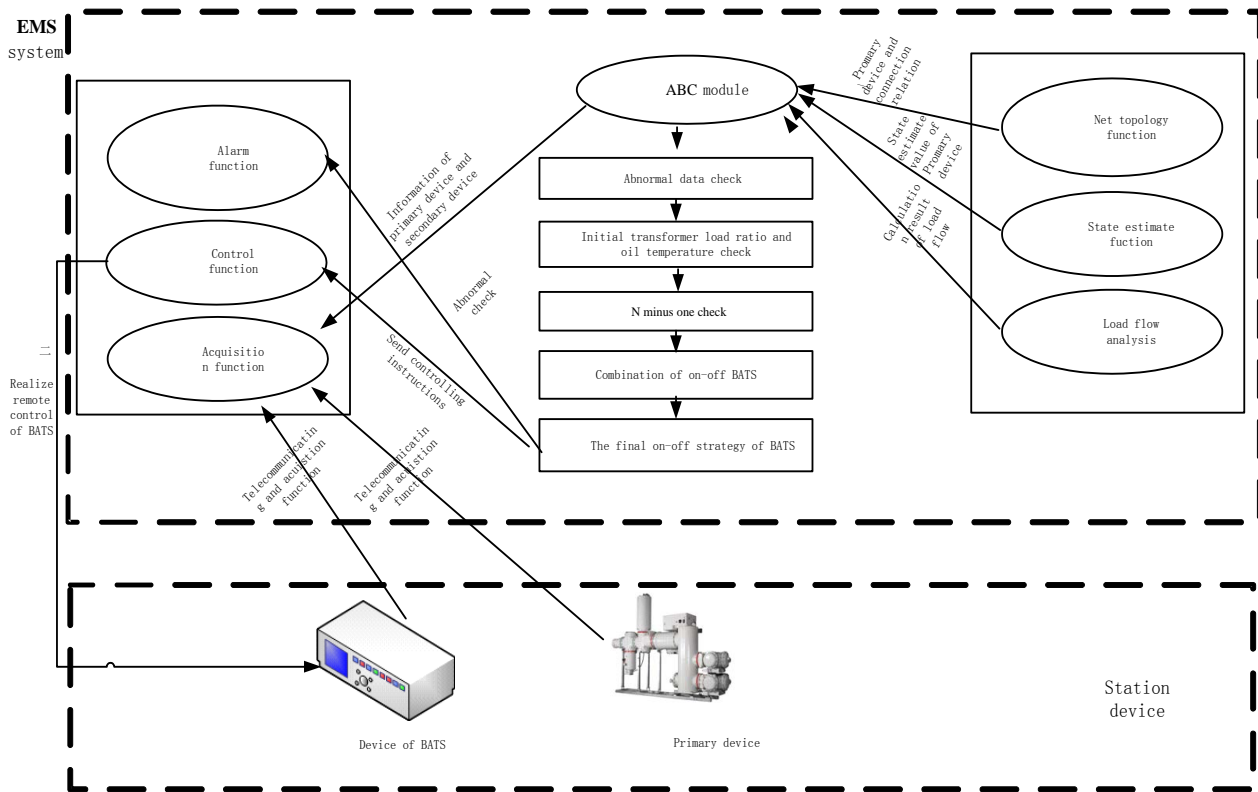 EMS
system
Alarm
function
Control
function
Acquisitio
n function
Realize
remote
control
of BATS
Information of
primary device and
secondary device
Abnormal
check
Send controlling
instructions
Telecommunicatin
g and acuistion
function
Telecommunicatin
g and acuistion
function
ABC module
Abnormal data check
Initial transformer load ratio and
oil temperature check
N minus one check
Combination of on-off BATS
The final on-off strategy of BATS
Promary
device and
connection
relation
State
estimate
value of
Promary
device
Calculatio
n result
of load
flow
Net topology
function
State estimate
fuction
Load flow
analysis
Device of BATS
Primary device
Station
device